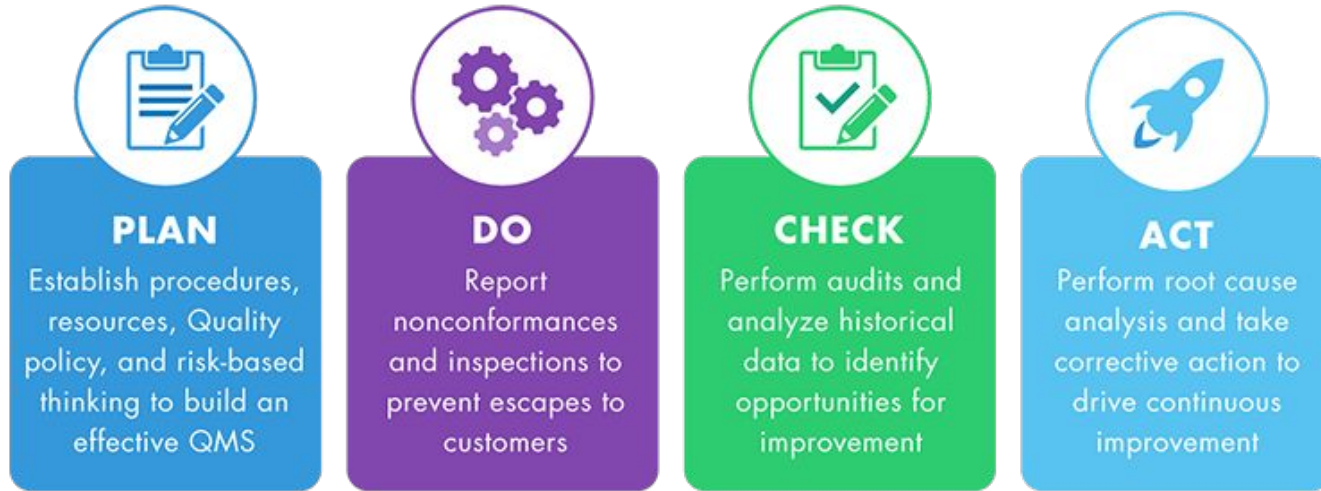 PLAN
Establish procedures,
resources, Quality
policy, and risk-based
thinking to build an
effective QMS
DO
Report
nonconformances
and inspections to
prevent escapes to
customers
CHECK
Perform audits and
analyze historical
data to identify
opportunities for
improvement
ACT
Perform root cause
analysis and take
corrective action to
drive continuous
improvement